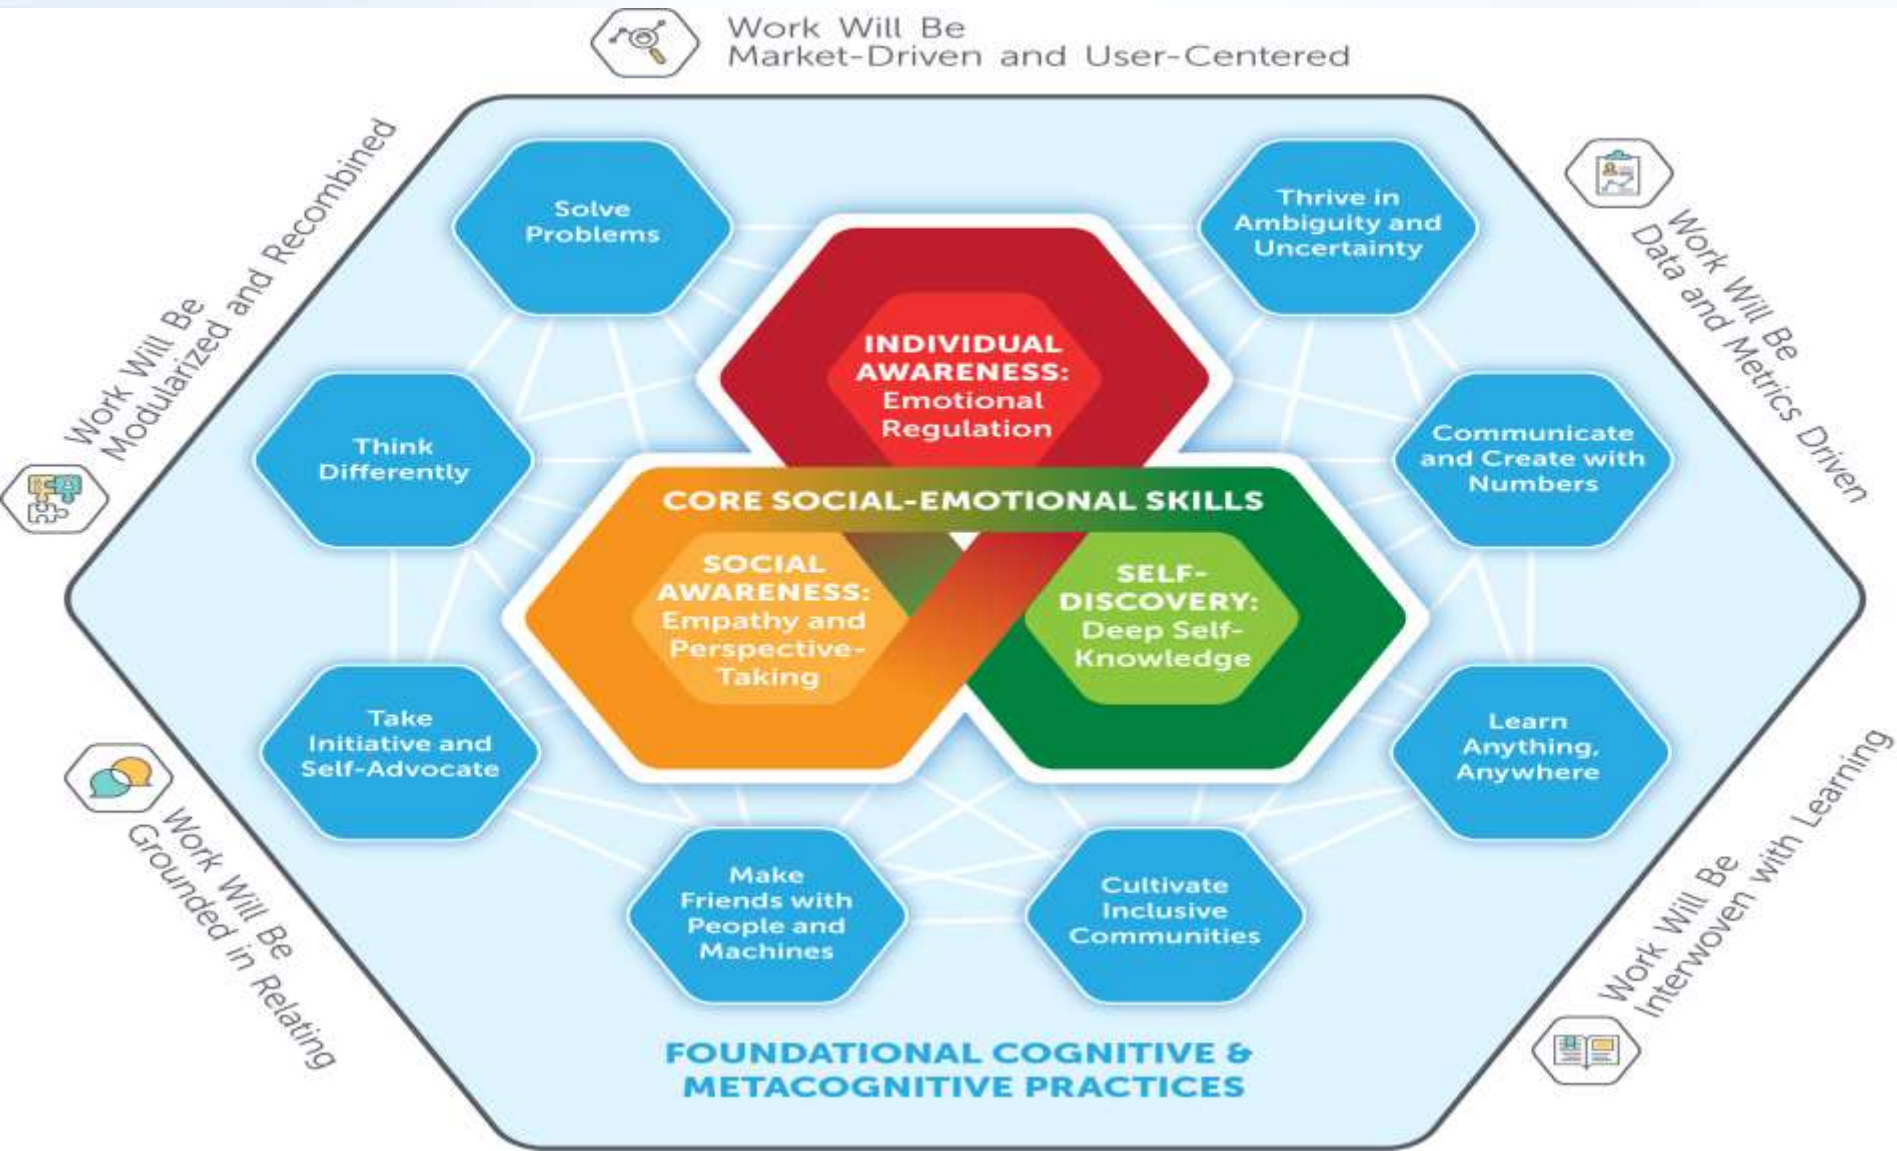 Work Will Be
Market-Driven and User-Centered
Work Will Be
Modularized and Recombined
Work Will Be
Data and Metrics Driven
Solve
Problems
Thrive in
Ambiguity and
Uncertainty
INDIVIDUAL
AWARENESS:
Emotional
Regulation
Think
Differently
Communicate
and Create with
Numbers
CORE SOCIAL-EMOTIONAL SKILLS
SOCIAL
AWARENESS:
Empathy and
Perspective-
Taking
SELF-
DISCOVERY:
Deep Self-
Knowledge
Take
Initiative and
Self-Advocate
Learn
Anything,
Anywhere
Make
Friends with
People and
Machines
Cultivate
Inclusive
Communities
Work Will Be
Grounded in Relating
Work Will Be
Interwoven with Learning
FOUNDATIONAL COGNITIVE &
METACOGNITIVE PRACTICES